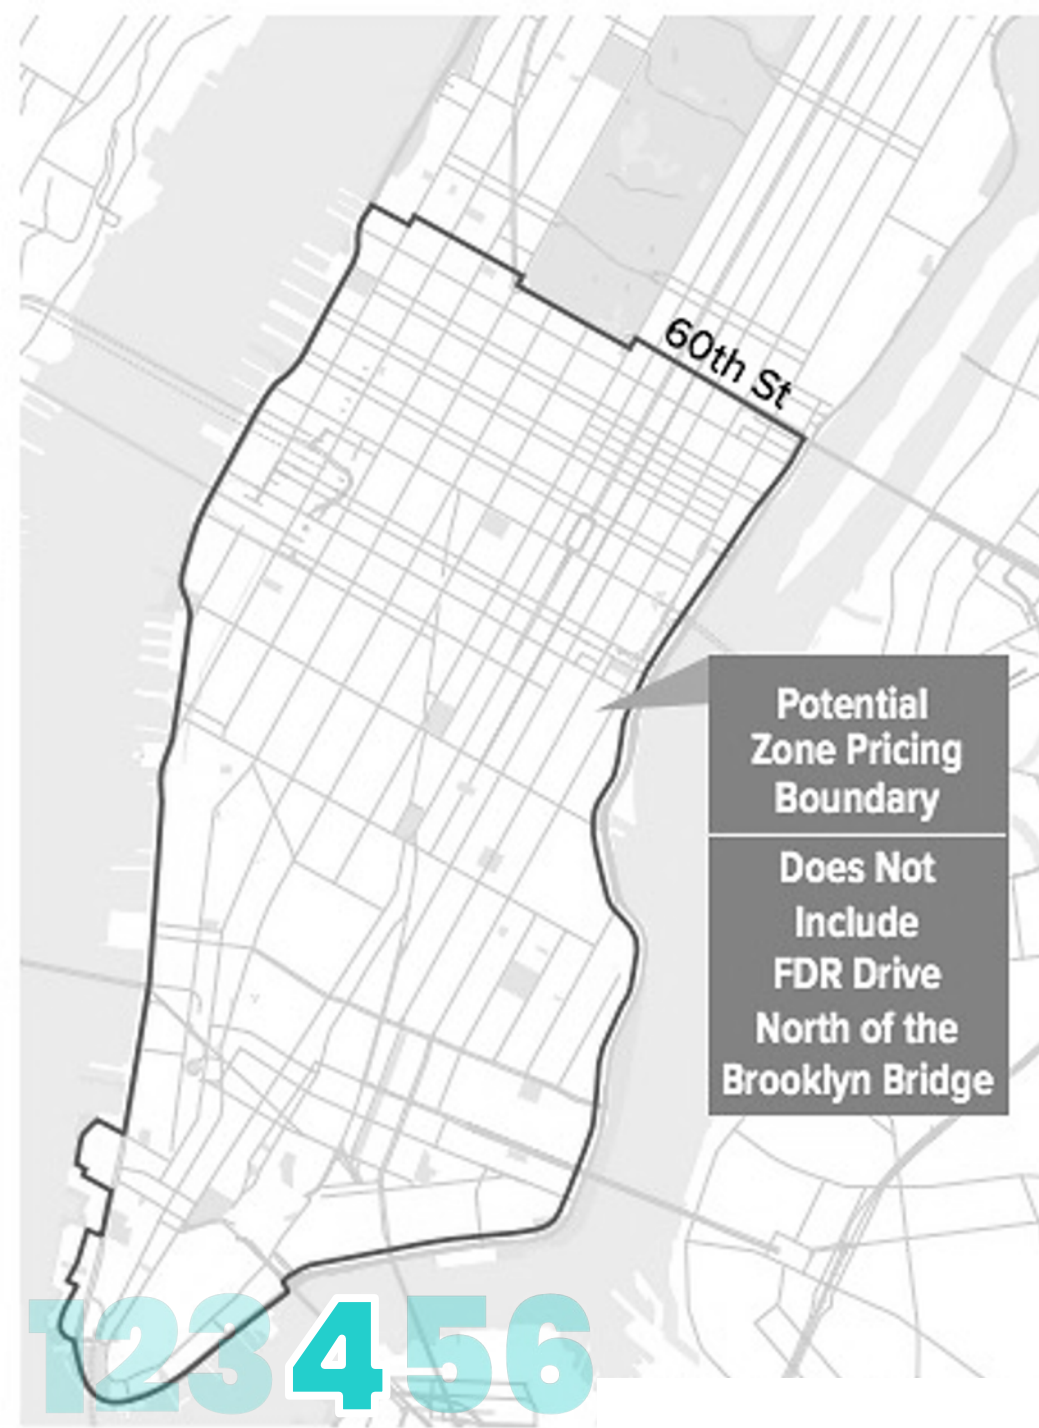 60th St
Potential
Zone Pricing
Boundary
Does Not
Include
FDR Drive
North of the
Brooklyn Bridge
123456